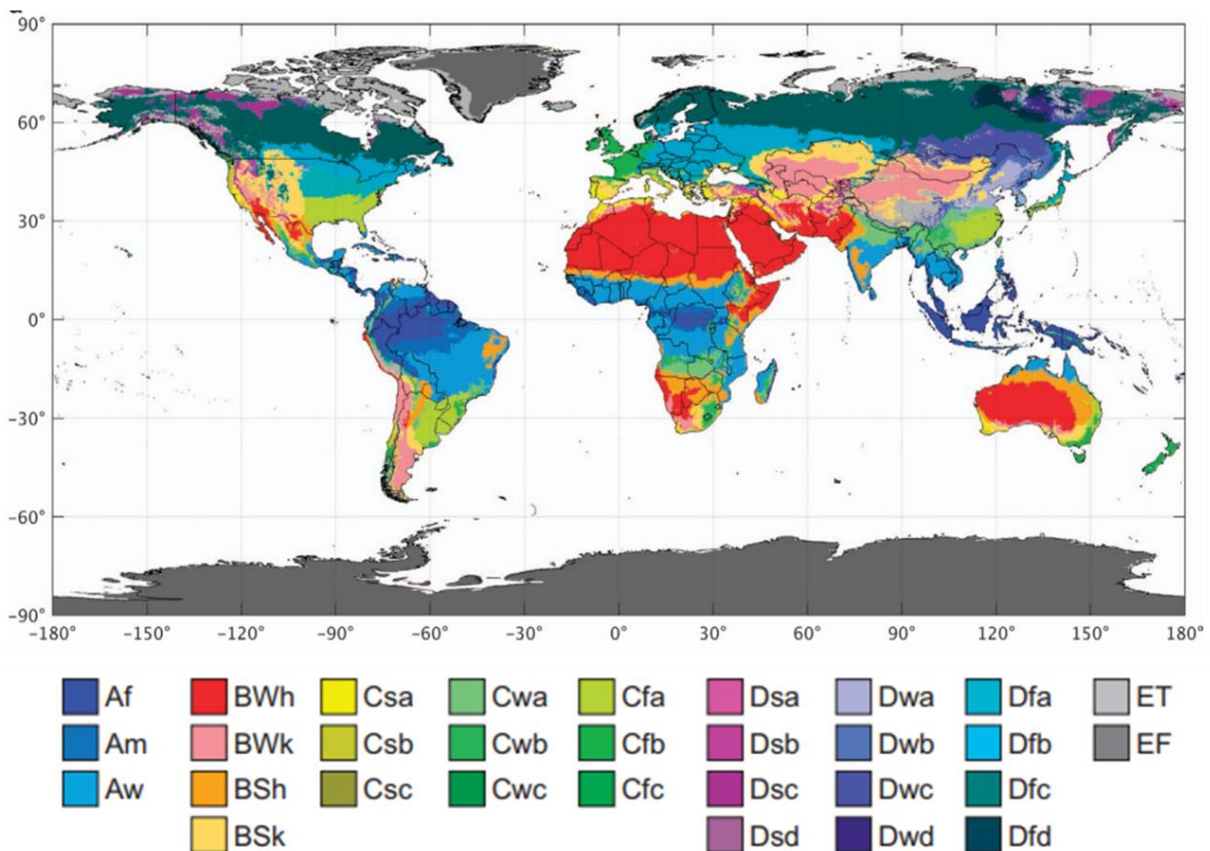 90°
60°
30°
0°
−30°
−60°
−90°
−180° −150° −120° −90° −60° −30° 0° 30° 60° 90° 120° 150° 180°
Af BWh Csa Cwa Cfa Dsa Dwa Dfa ET
Am BWk Csb Cwb Cfb Dsb Dwb Dfb EF
Aw BSh Csc Cwc Cfc Dsc Dwc Dfc
BSk Dsd Dwd Dfd